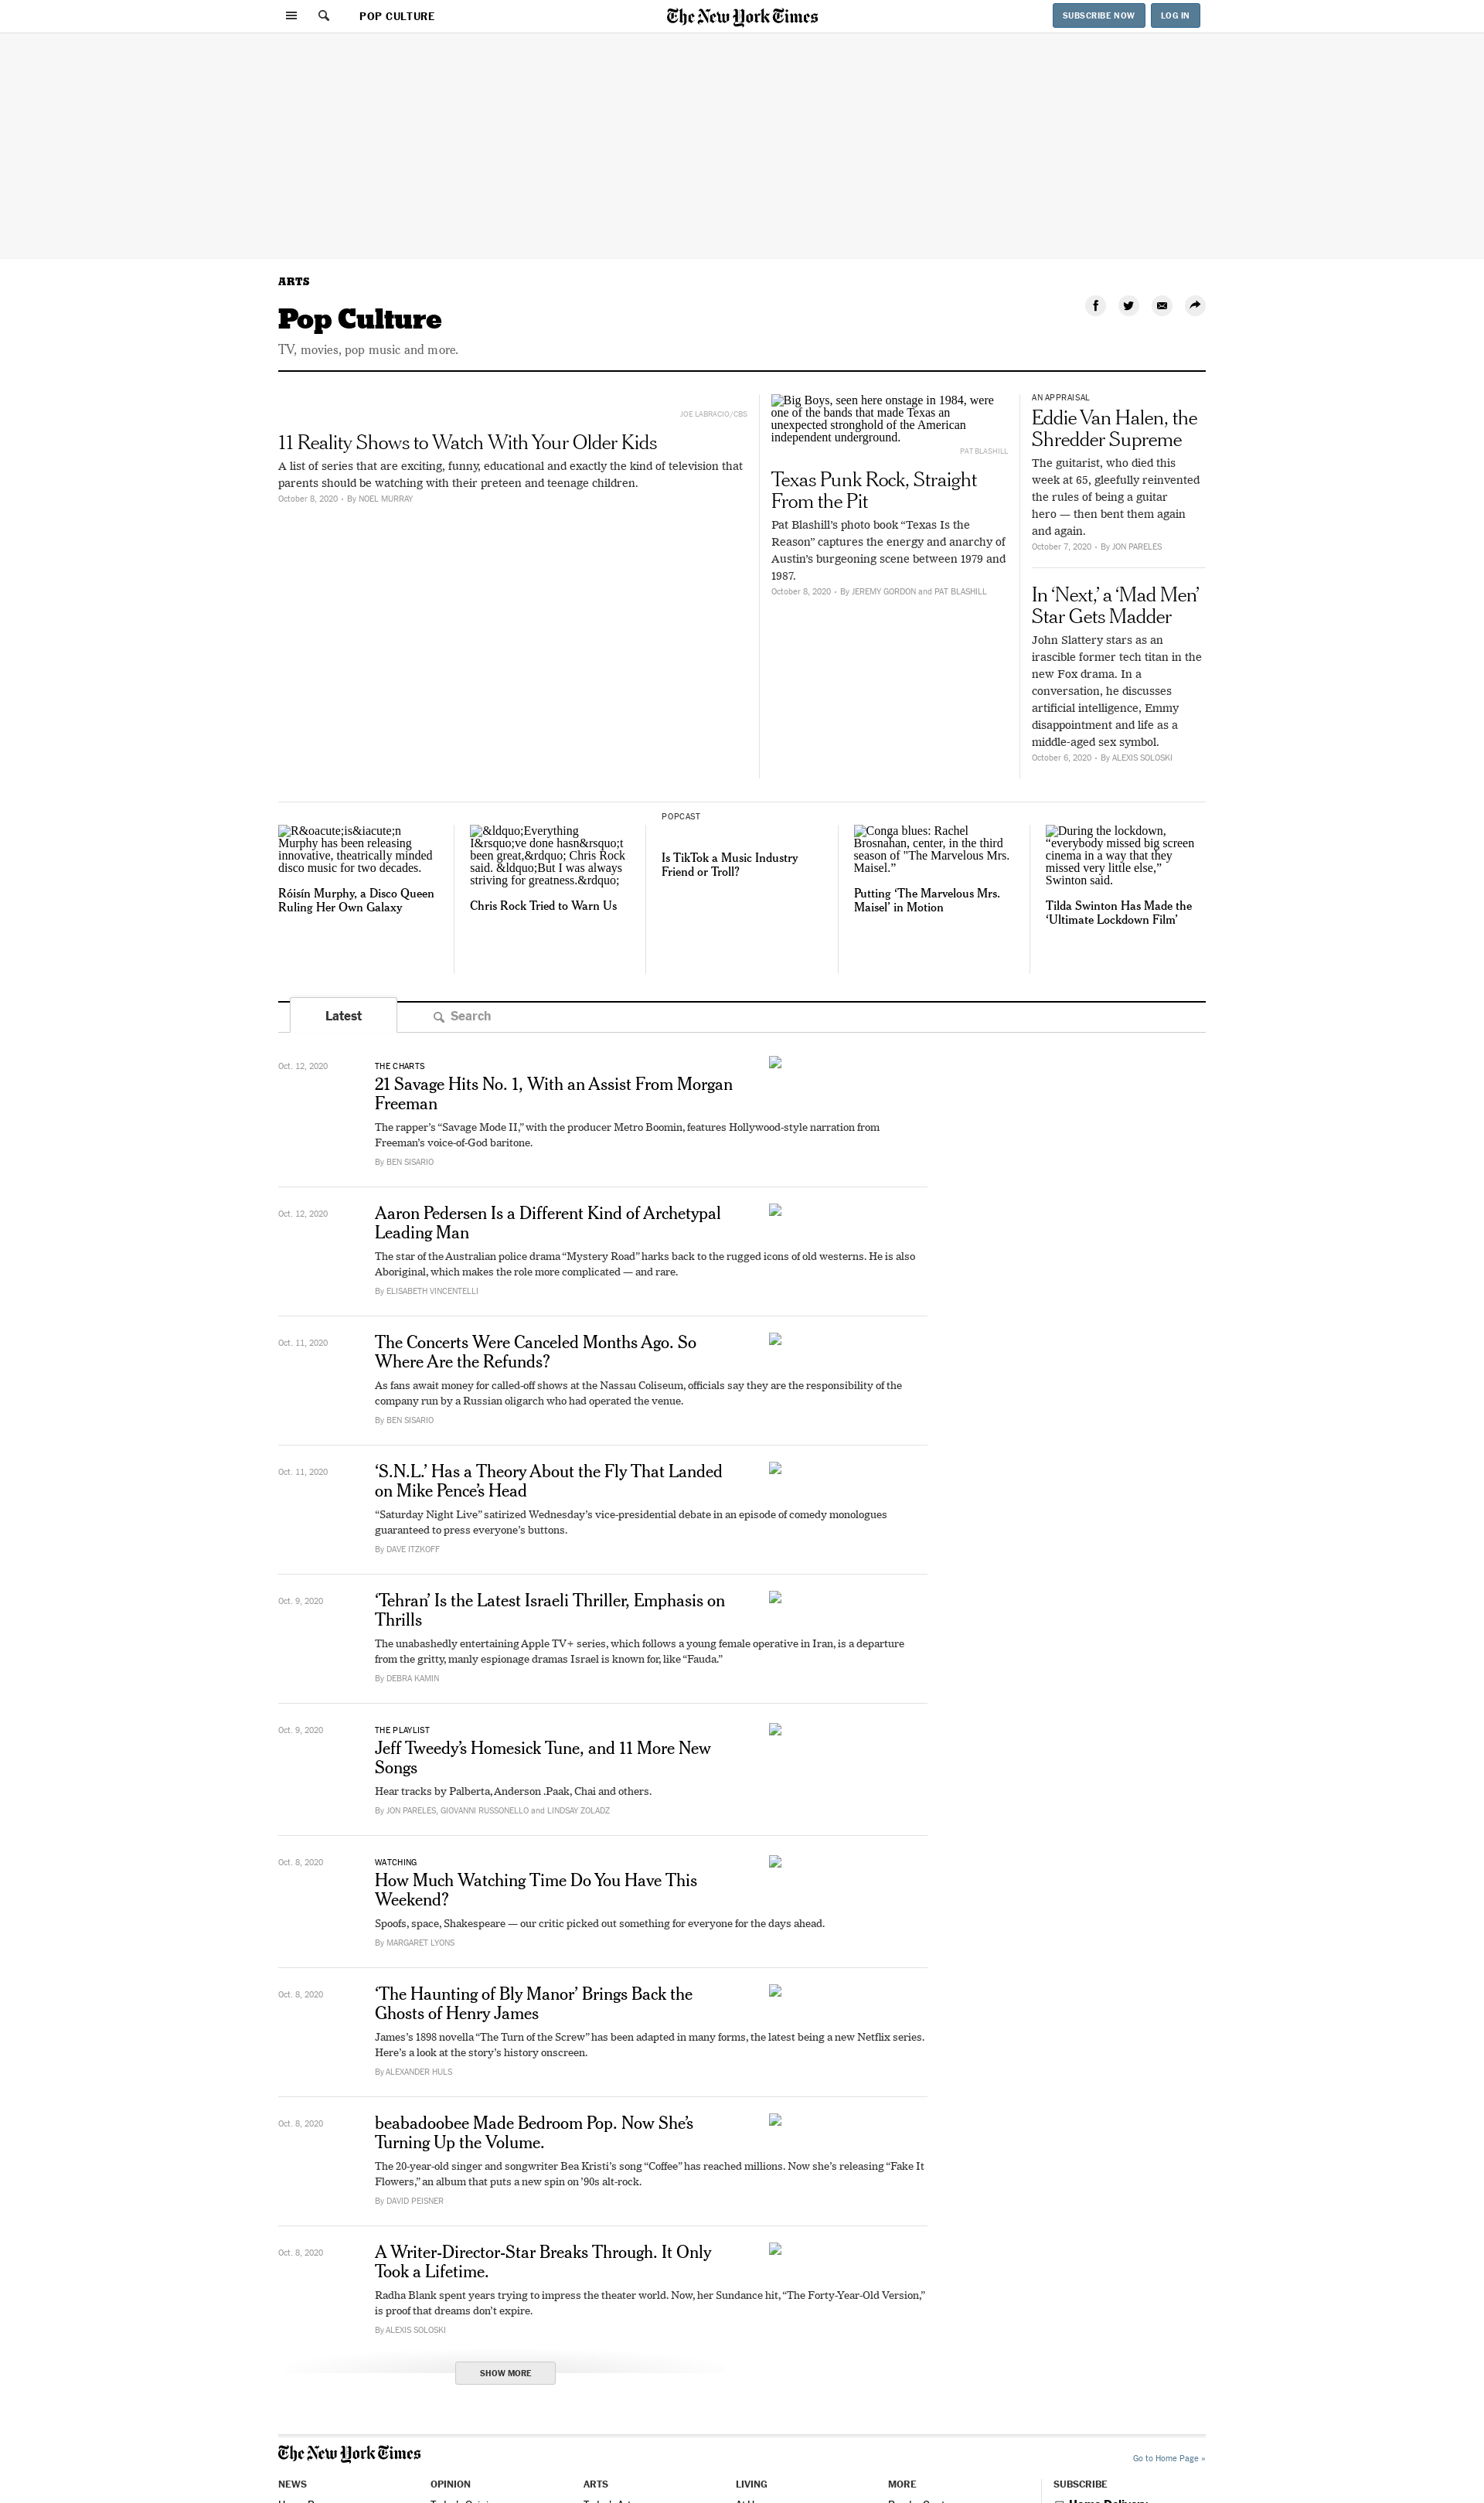 POP CULTURE
The New York Times
SUBSCRIBE NOW
LOG IN
ARTS
Pop Culture
TV, movies, pop music and more.
JOE LABRACIO/CBS
11 Reality Shows to Watch With Your Older Kids
A list of series that are exciting, funny, educational and exactly the kind of television that
parents should be watching with their preteen and teenage children.
October 8, 2020 • By NOEL MURRAY
Big Boys, seen here onstage in 1984, were
one of the bands that made Texas an
unexpected stronghold of the American
independent underground.
PAT BLASHILL
Texas Punk Rock, Straight
From the Pit
Pat Blashill’s photo book “Texas Is the
Reason” captures the energy and anarchy of
Austin’s burgeoning scene between 1979 and
1987.
October 8, 2020 • By JEREMY GORDON and PAT BLASHILL
AN APPRAISAL
Eddie Van Halen, the
Shredder Supreme
The guitarist, who died this
week at 65, gleefully reinvented
the rules of being a guitar
hero — then bent them again
and again.
October 7, 2020 • By JON PARELES
In ‘Next,’ a ‘Mad Men’
Star Gets Madder
John Slattery stars as an
irascible former tech titan in the
new Fox drama. In a
conversation, he discusses
artificial intelligence, Emmy
disappointment and life as a
middle-aged sex symbol.
October 6, 2020 • By ALEXIS SOLOSKI
R&oacute;is&iacute;n
Murphy has been releasing
innovative, theatrically minded
disco music for two decades.
Róisín Murphy, a Disco Queen
Ruling Her Own Galaxy
&ldquo;Everything
I&rsquo;ve done hasn&rsquo;t
been great,&rdquo; Chris Rock
said. &ldquo;But I was always
striving for greatness.&rdquo;
Chris Rock Tried to Warn Us
POPCAST
Is TikTok a Music Industry
Friend or Troll?
Conga blues: Rachel
Brosnahan, center, in the third
season of "The Marvelous Mrs.
Maisel.”
Putting ‘The Marvelous Mrs.
Maisel’ in Motion
During the lockdown,
“everybody missed big screen
cinema in a way that they
missed very little else,”
Swinton said.
Tilda Swinton Has Made the
‘Ultimate Lockdown Film’
Latest
Search
Oct. 12, 2020
THE CHARTS
21 Savage Hits No. 1, With an Assist From Morgan
Freeman
The rapper’s “Savage Mode II,” with the producer Metro Boomin, features Hollywood-style narration from
Freeman’s voice-of-God baritone.
By BEN SISARIO
Oct. 12, 2020
Aaron Pedersen Is a Different Kind of Archetypal
Leading Man
The star of the Australian police drama “Mystery Road” harks back to the rugged icons of old westerns. He is also
Aboriginal, which makes the role more complicated — and rare.
By ELISABETH VINCENTELLI
Oct. 11, 2020
The Concerts Were Canceled Months Ago. So
Where Are the Refunds?
As fans await money for called-off shows at the Nassau Coliseum, officials say they are the responsibility of the
company run by a Russian oligarch who had operated the venue.
By BEN SISARIO
Oct. 11, 2020
‘S.N.L.’ Has a Theory About the Fly That Landed
on Mike Pence’s Head
“Saturday Night Live” satirized Wednesday’s vice-presidential debate in an episode of comedy monologues
guaranteed to press everyone’s buttons.
By DAVE ITZKOFF
Oct. 9, 2020
‘Tehran’ Is the Latest Israeli Thriller, Emphasis on
Thrills
The unabashedly entertaining Apple TV+ series, which follows a young female operative in Iran, is a departure
from the gritty, manly espionage dramas Israel is known for, like “Fauda.”
By DEBRA KAMIN
Oct. 9, 2020
THE PLAYLIST
Jeff Tweedy’s Homesick Tune, and 11 More New
Songs
Hear tracks by Palberta, Anderson .Paak, Chai and others.
By JON PARELES, GIOVANNI RUSSONELLO and LINDSAY ZOLADZ
Oct. 8, 2020
WATCHING
How Much Watching Time Do You Have This
Weekend?
Spoofs, space, Shakespeare — our critic picked out something for everyone for the days ahead.
By MARGARET LYONS
Oct. 8, 2020
‘The Haunting of Bly Manor’ Brings Back the
Ghosts of Henry James
James’s 1898 novella “The Turn of the Screw” has been adapted in many forms, the latest being a new Netflix series.
Here’s a look at the story’s history onscreen.
By ALEXANDER HULS
Oct. 8, 2020
beabadoobee Made Bedroom Pop. Now She’s
Turning Up the Volume.
The 20-year-old singer and songwriter Bea Kristi’s song “Coffee” has reached millions. Now she’s releasing “Fake It
Flowers,” an album that puts a new spin on ’90s alt-rock.
By DAVID PEISNER
Oct. 8, 2020
A Writer-Director-Star Breaks Through. It Only
Took a Lifetime.
Radha Blank spent years trying to impress the theater world. Now, her Sundance hit, “The Forty-Year-Old Version,”
is proof that dreams don’t expire.
By ALEXIS SOLOSKI
SHOW MORE
The New York Times
Go to Home Page »
NEWS
OPINION
ARTS
LIVING
MORE
SUBSCRIBE